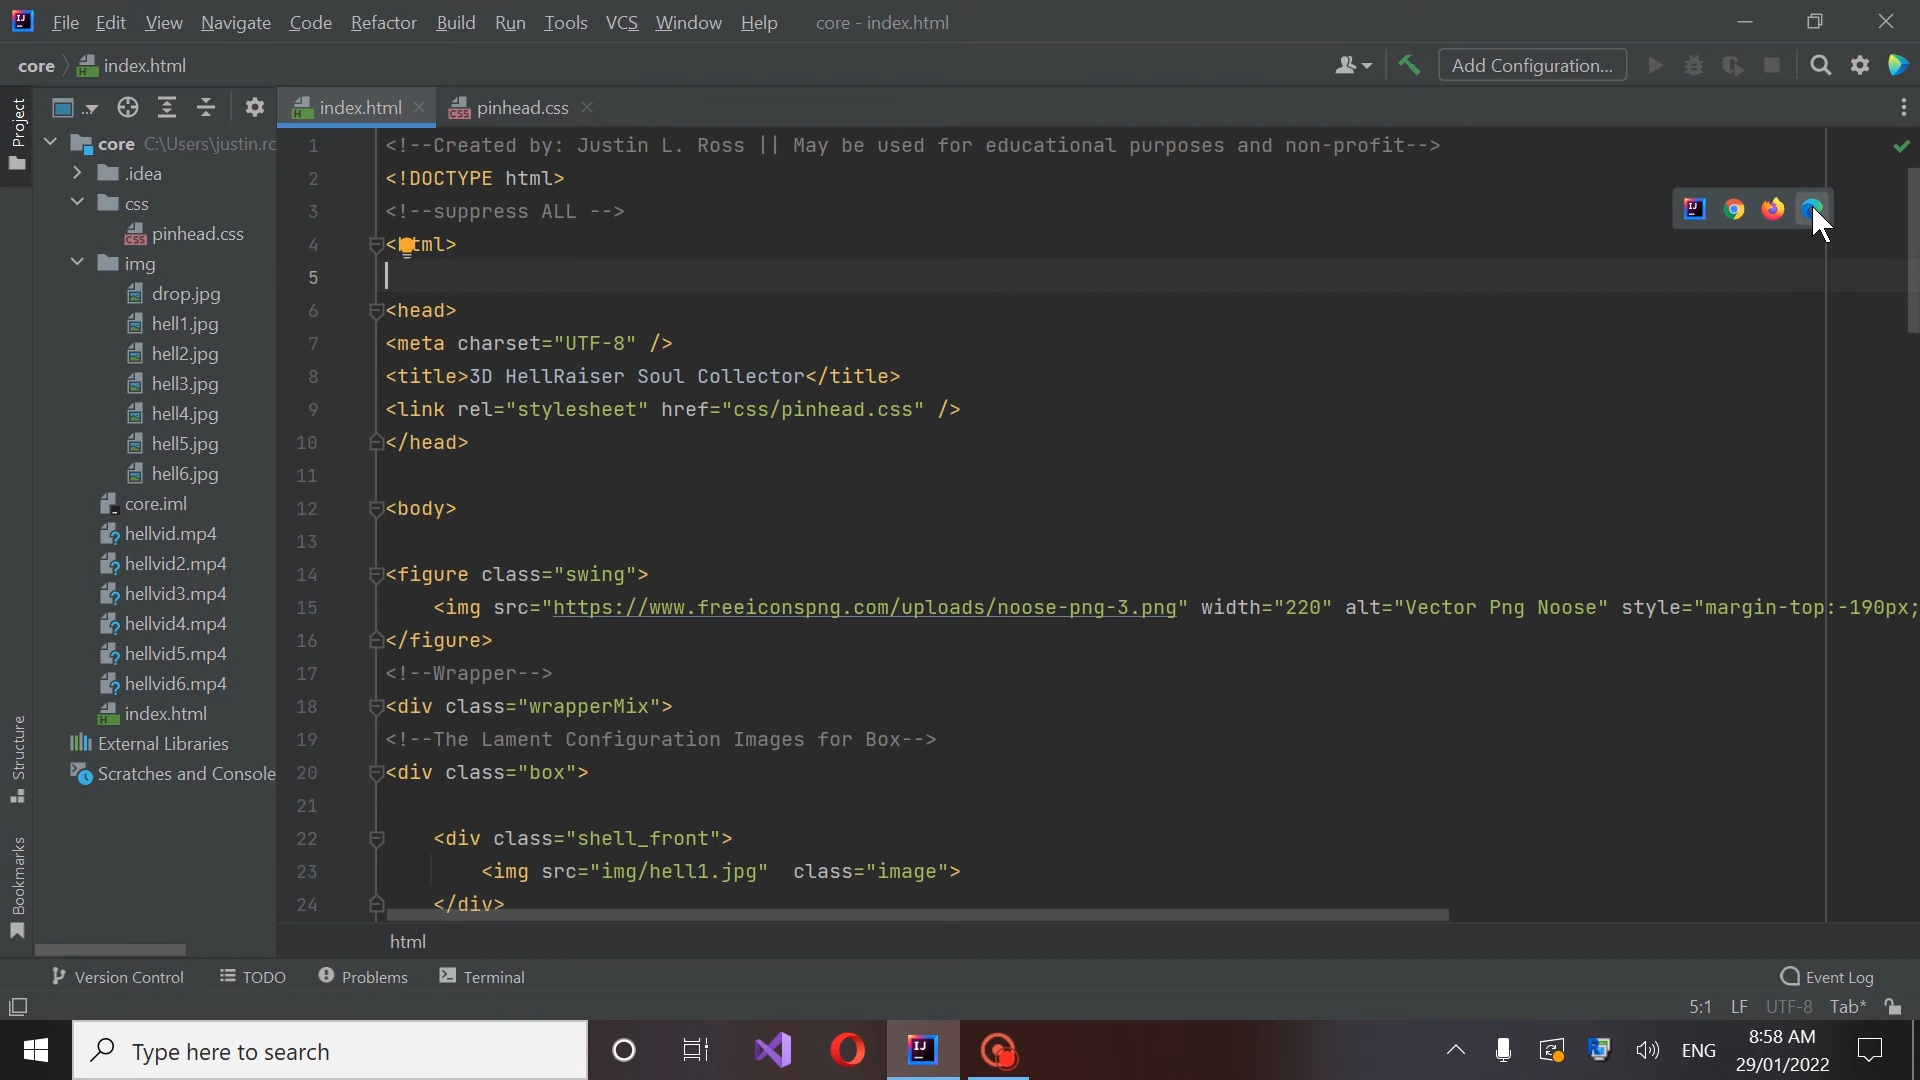 File Edit View Navigate Code Refactor Build Run Tools VCS Window Help core - index.html
core index.html Add Configuration...
Project
index.html
pinhead.css
core C:\Users\justin.ro
.idea
css
pinhead.css
img
drop.jpg
hell1.jpg
hell2.jpg
hell3.jpg
hell4.jpg
hell5.jpg
hell6.jpg
core.iml
hellvid.mp4
hellvid2.mp4
hellvid3.mp4
hellvid4.mp4
hellvid5.mp4
hellvid6.mp4
index.html
External Libraries
Scratches and Console
Structure
Bookmarks
1 <!--Created by: Justin L. Ross || May be used for educational purposes and non-profit-->
2 <!DOCTYPE html>
3 <!--suppress ALL -->
4 <html>
5
6 <head>
7 <meta charset="UTF-8" />
8 <title>3D HellRaiser Soul Collector</title>
9 <link rel="stylesheet" href="css/pinhead.css" />
10 </head>
11
12 <body>
13
14 <figure class="swing">
15 <img src="https://www.freeiconspng.com/uploads/noose-png-3.png" width="220" alt="Vector Png Noose" style="margin-top:-190px;
16 </figure>
17 <!--Wrapper-->
18 <div class="wrapperMix">
19 <!--The Lament Configuration Images for Box-->
20 <div class="box">
21
22 <div class="shell_front">
23 <img src="img/hell1.jpg"  class="image">
24 </div>
html
Version Control TODO Problems Terminal Event Log
5:1 LF UTF-8 Tab*
Type here to search
ENG
8:58 AM
29/01/2022